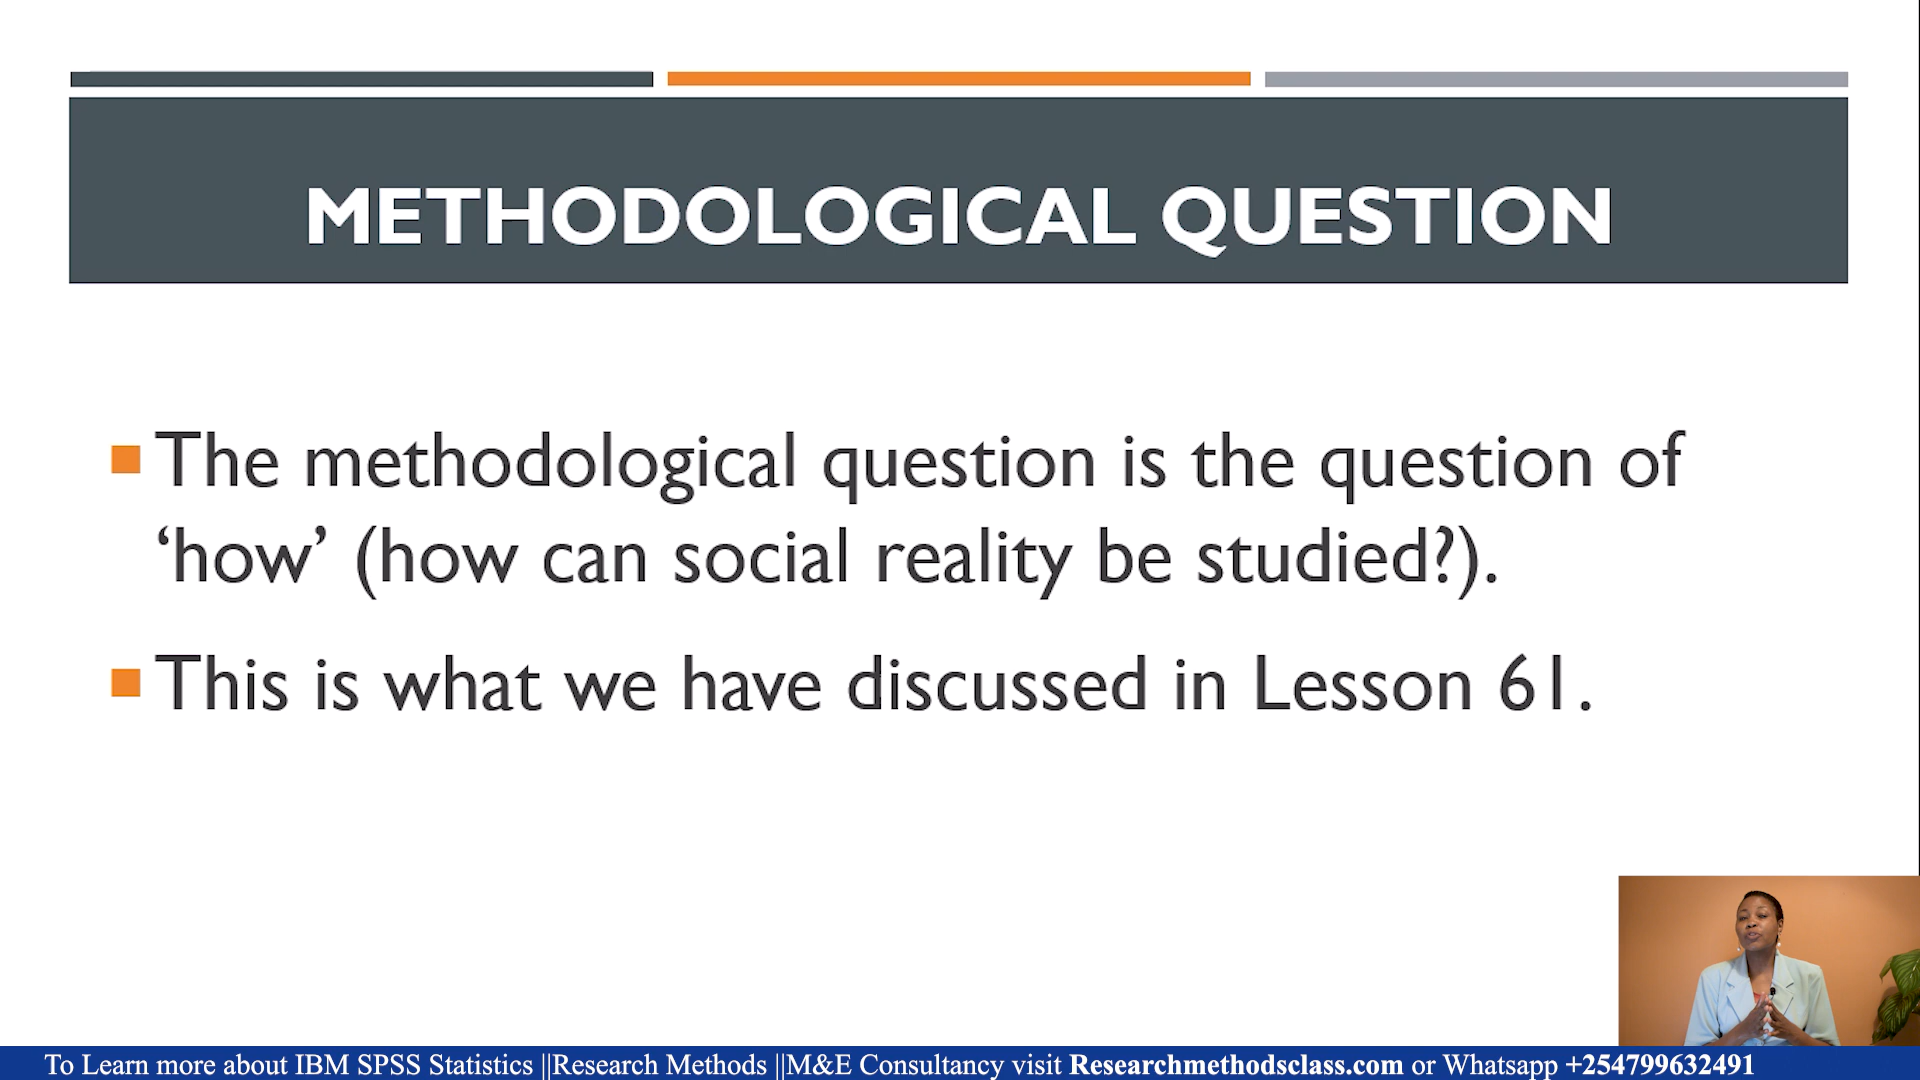 METHODOLOGICAL QUESTION
The methodological question is the question of
‘how’ (how can social reality be studied?).
This is what we have discussed in Lesson 61.
To Learn more about IBM SPSS Statistics ||Research Methods ||M&E Consultancy visit Researchmethodsclass.com or Whatsapp +254799632491